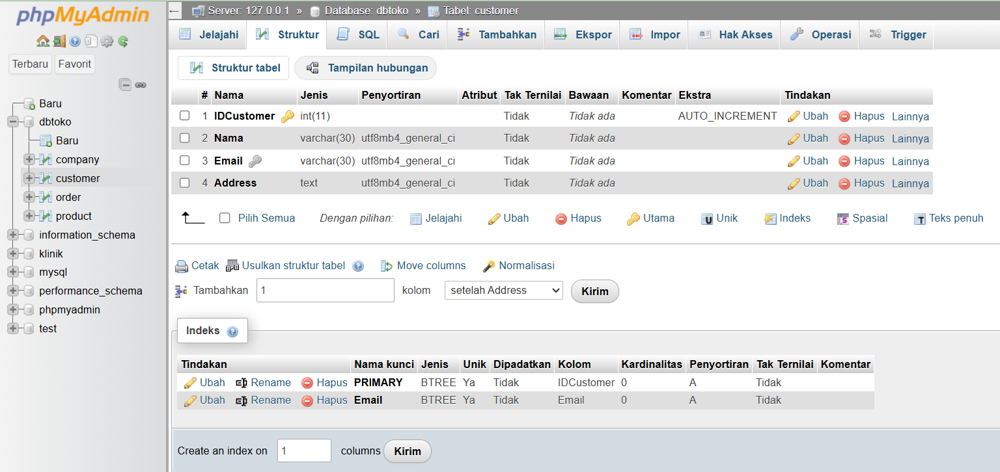 phpMyAdmin
Terbaru Favorit
Baru
dbtoko
Baru
company
customer
order
product
information_schema
klinik
mysql
performance_schema
phpmyadmin
test
← Server: 127.0.0.1 » Database: dbtoko » Tabel: customer
Jelajahi Struktur SQL Cari Tambahkan Ekspor Impor Hak Akses Operasi Trigger
Struktur tabel Tampilan hubungan
# Nama Jenis Penyortiran Atribut Tak Ternilai Bawaan Komentar Ekstra Tindakan
1 IDCustomer int(11) Tidak Tidak ada AUTO_INCREMENT Ubah Hapus Lainnya
2 Nama varchar(30) utf8mb4_general_ci Tidak Tidak ada Ubah Hapus Lainnya
3 Email varchar(30) utf8mb4_general_ci Tidak Tidak ada Ubah Hapus Lainnya
4 Address text utf8mb4_general_ci Tidak Tidak ada Ubah Hapus Lainnya
Pilih Semua Dengan pilihan: Jelajahi Ubah Hapus Utama Unik Indeks Spasial Teks penuh
Cetak Usulkan struktur tabel Move columns Normalisasi
Tambahkan 1 kolom setelah Address Kirim
Indeks
Tindakan Nama kunci Jenis Unik Dipadatkan Kolom Kardinalitas Penyortiran Tak Ternilai Komentar
Ubah Rename Hapus PRIMARY BTREE Ya Tidak IDCustomer 0 A Tidak
Ubah Rename Hapus Email BTREE Ya Tidak Email 0 A Tidak
Create an index on 1 columns Kirim